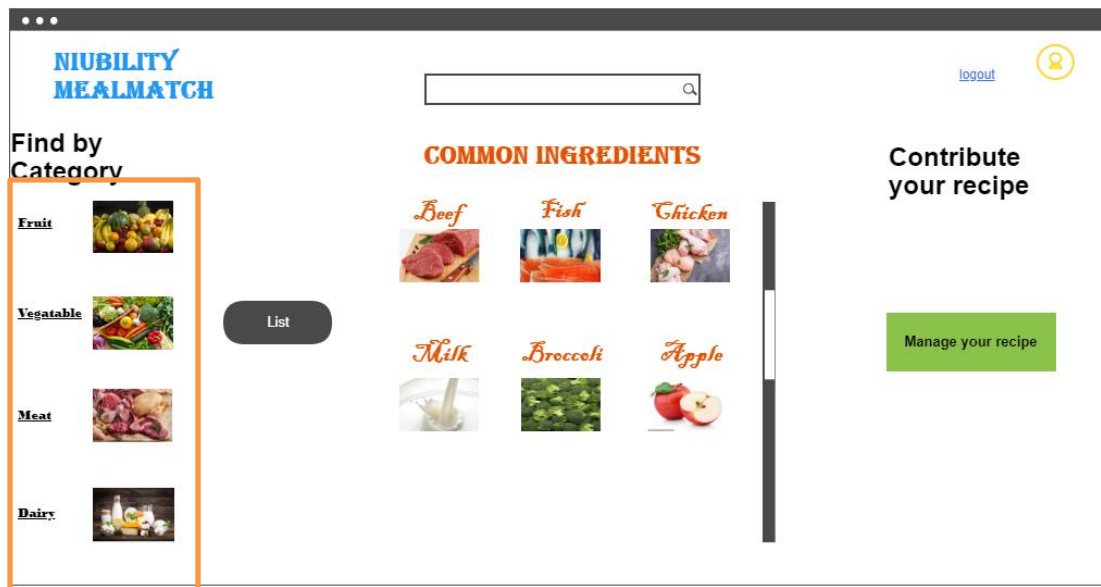 NIUBILITY
MEALMATCH
logout
Find by
Category
Fruit
Vegatable
Meat
Dairy
List
COMMON INGREDIENTS
Beef
Fish
Chicken
Milk
Broccoli
Apple
Contribute
your recipe
Manage your recipe